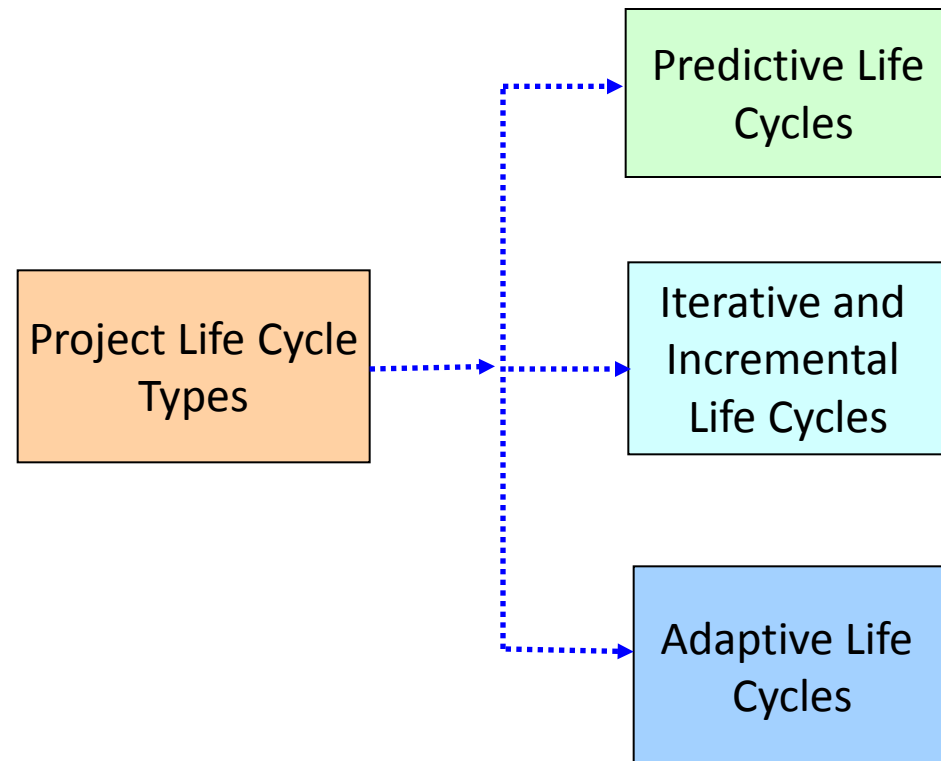 Project Life Cycle
Types
Predictive Life
Cycles
Iterative and
Incremental
Life Cycles
Adaptive Life
Cycles